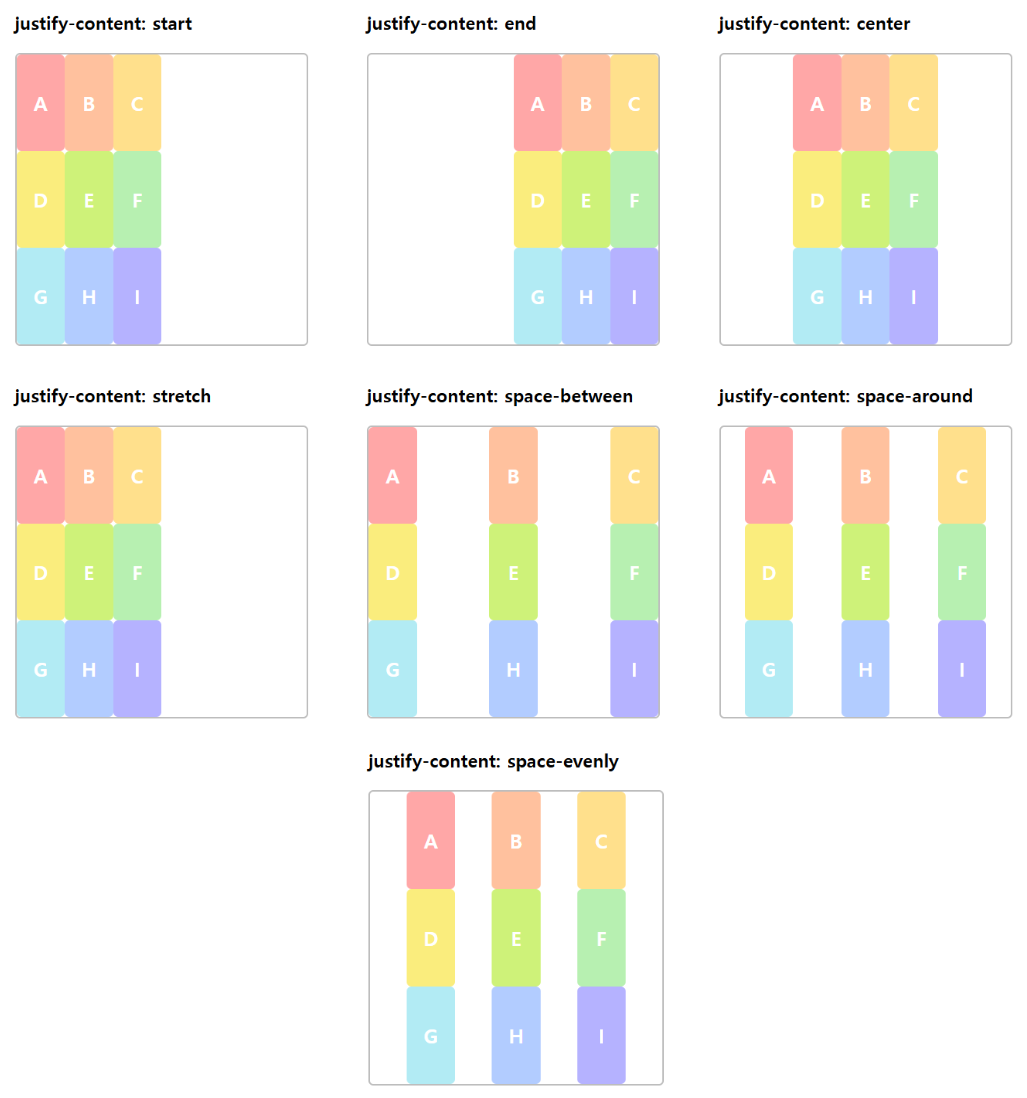 justify-content: start
justify-content: end
justify-content: center
A B C
A B C
A B C
D E F
D E F
D E F
G H I
G H I
G H I
justify-content: stretch
justify-content: space-between
justify-content: space-around
A B C
A B C
A B C
D E F
D E F
D E F
G H I
G H I
G H I
justify-content: space-evenly
A B C
D E F
G H I